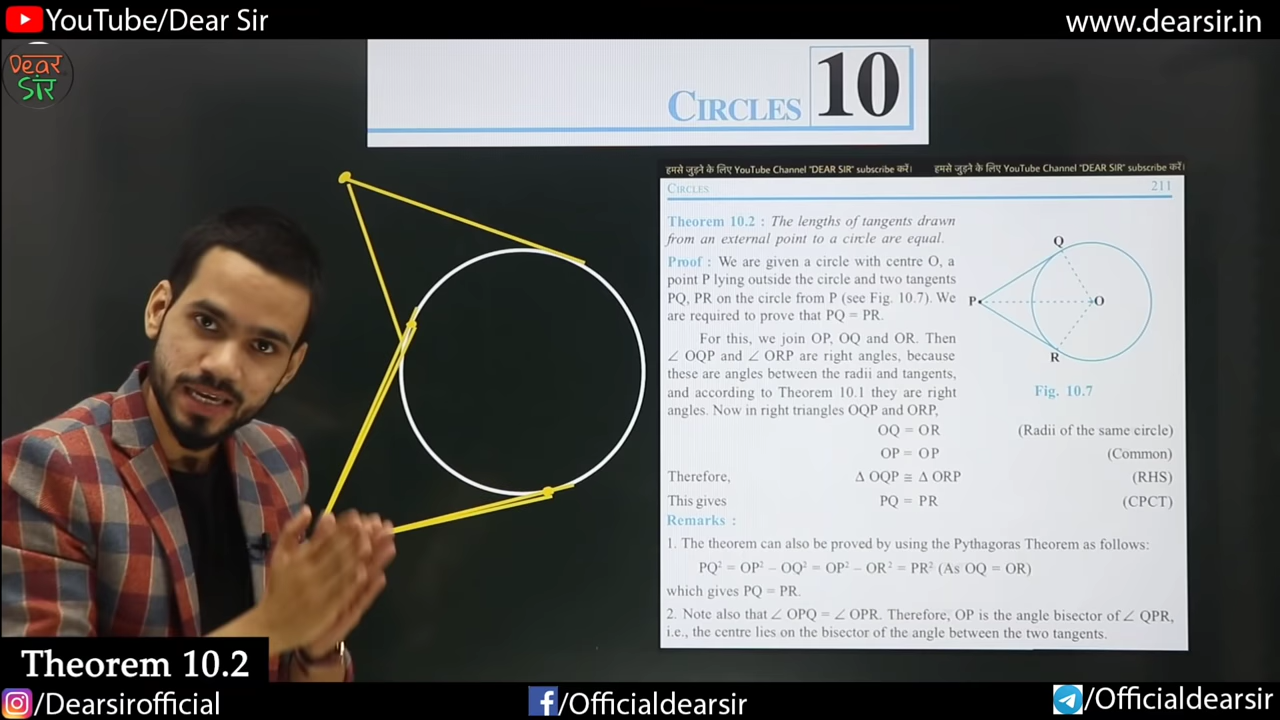 YouTube/Dear Sir
www.dearsir.in
Dear
सर
CIRCLES 10
हमसे जुड़ने के लिए YouTube Channel "DEAR SIR" subscribe करें। हमसे जुड़ने के लिए YouTube Channel "DEAR SIR" subscribe करें।
CIRCLES 211
Theorem 10.2 : The lengths of tangents drawn
from an external point to a circle are equal.
Proof : We are given a circle with centre O, a
point P lying outside the circle and two tangents
PQ, PR on the circle from P (see Fig. 10.7). We
are required to prove that PQ = PR.
For this, we join OP, OQ and OR. Then
∠ OQP and ∠ ORP are right angles, because
these are angles between the radii and tangents,
and according to Theorem 10.1 they are right
angles. Now in right triangles OQP and ORP,
Q
P
O
R
Fig. 10.7
OQ = OR (Radii of the same circle)
OP = OP (Common)
Therefore, Δ OQP ≅ Δ ORP (RHS)
This gives PQ = PR (CPCT)
Remarks :
1. The theorem can also be proved by using the Pythagoras Theorem as follows:
PQ² = OP² – OQ² = OP² – OR² = PR² (As OQ = OR)
which gives PQ = PR.
2. Note also that ∠ OPQ = ∠ OPR. Therefore, OP is the angle bisector of ∠ QPR,
i.e., the centre lies on the bisector of the angle between the two tangents.
Theorem 10.2
/Dearsirofficial
/Officialdearsir
/Officialdearsir